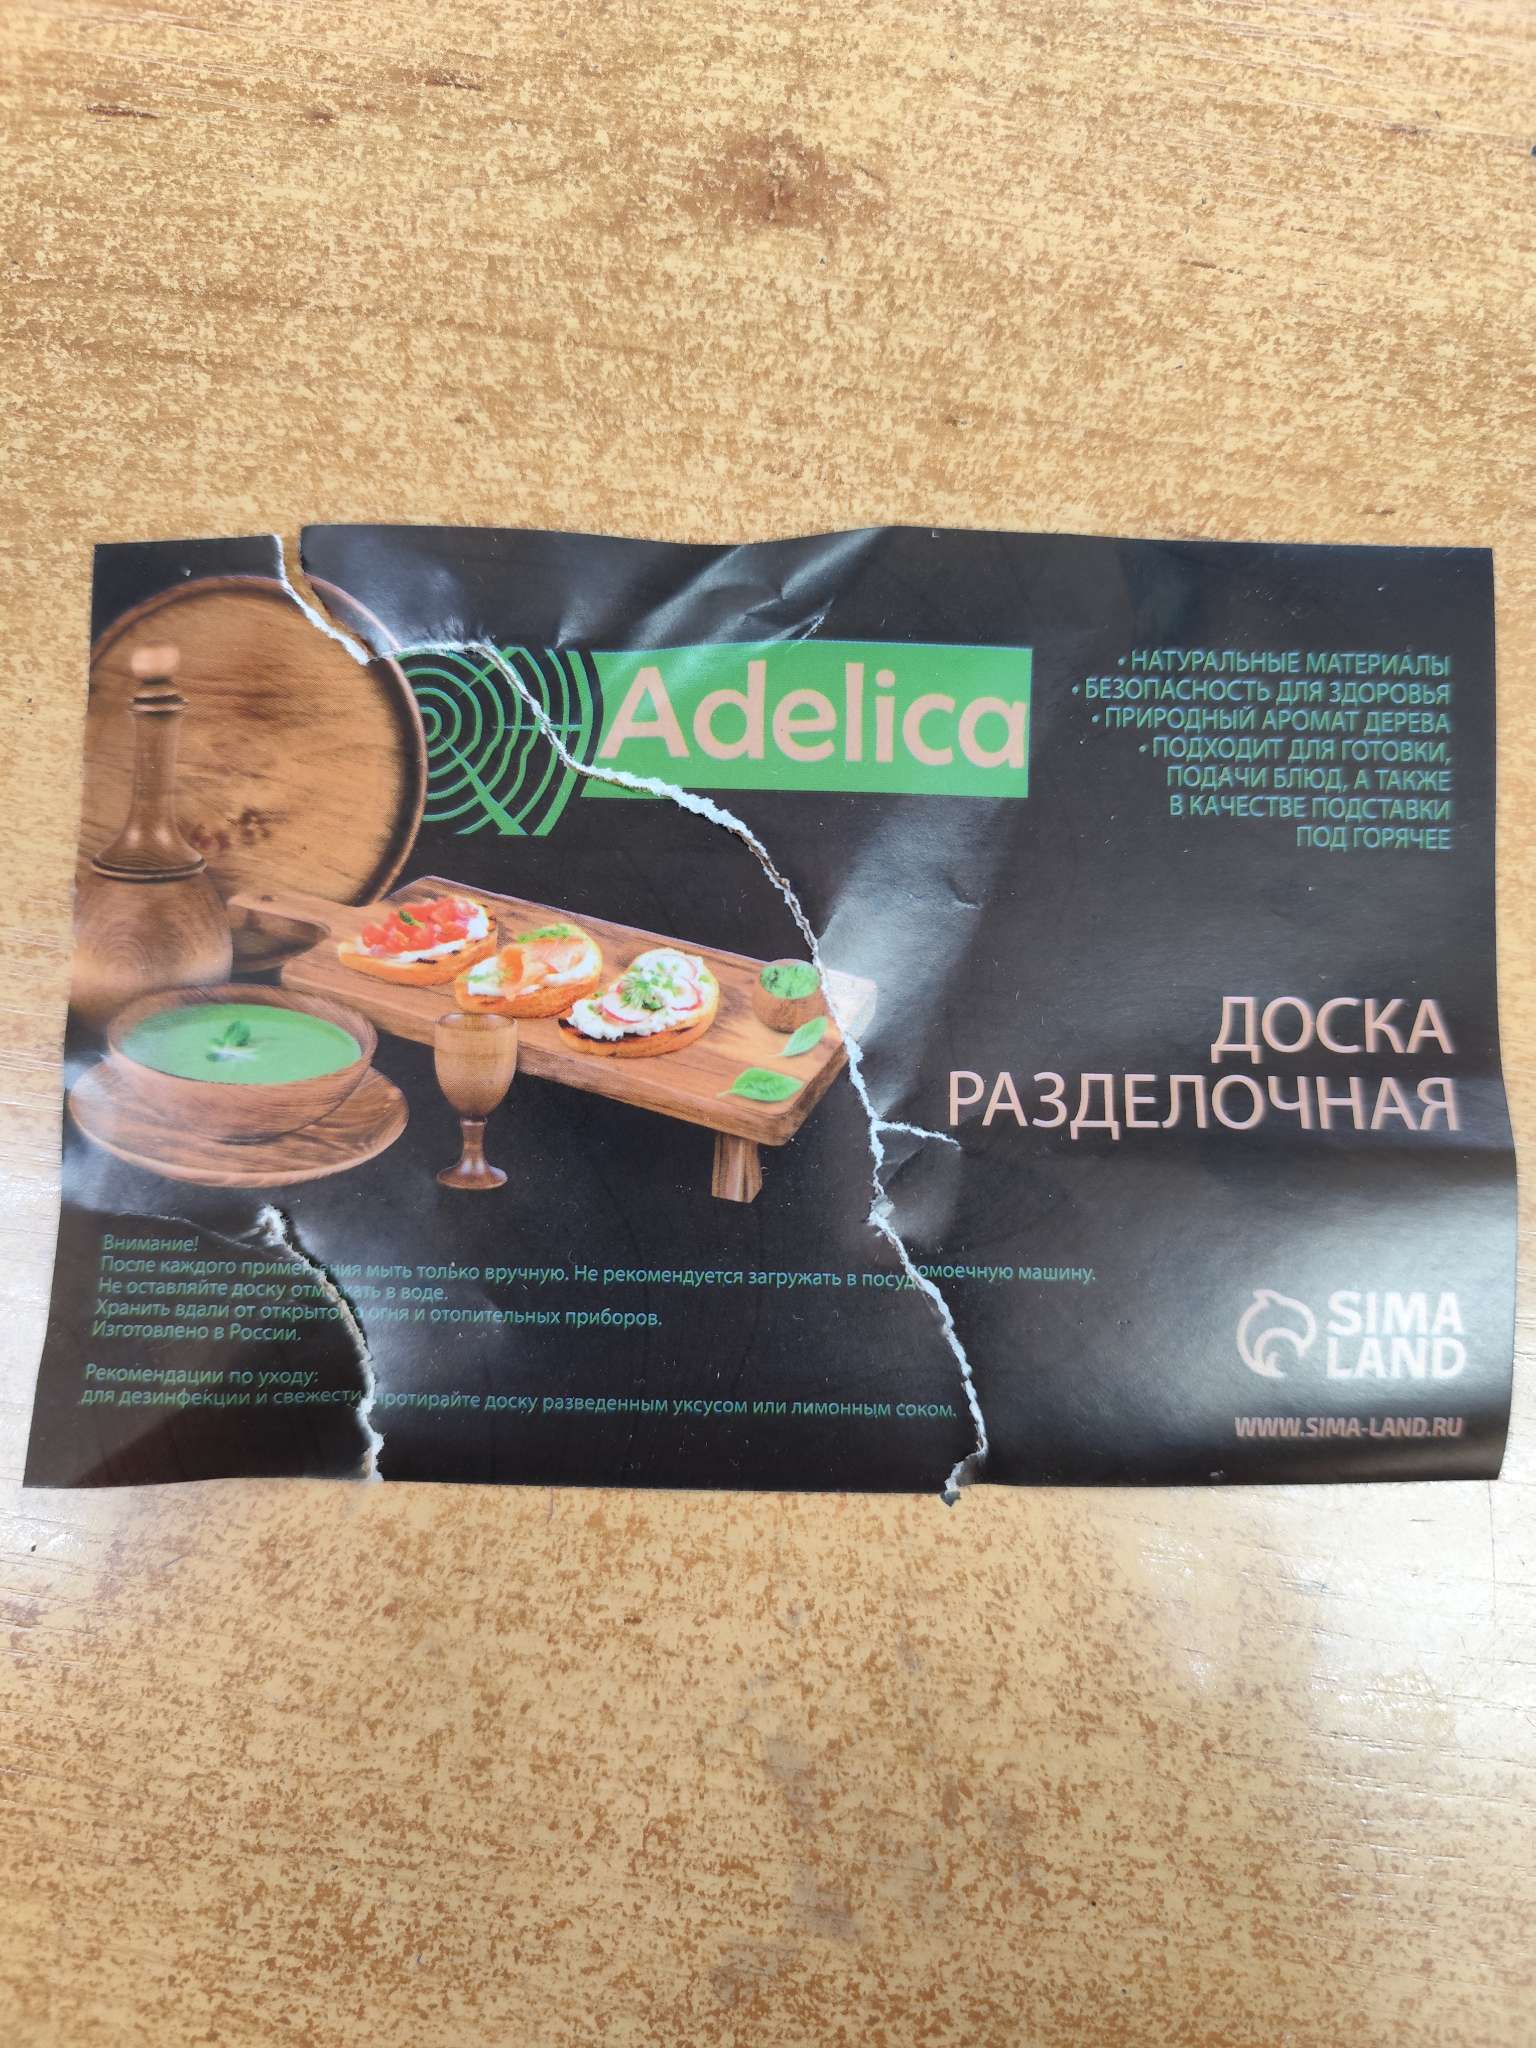 Adelica
• НАТУРАЛЬНЫЕ МАТЕРИАЛЫ
• БЕЗОПАСНОСТЬ ДЛЯ ЗДОРОВЬЯ
• ПРИРОДНЫЙ АРОМАТ ДЕРЕВА
• ПОДХОДИТ ДЛЯ ГОТОВКИ,
ПОДАЧИ БЛЮД, А ТАКЖЕ
В КАЧЕСТВЕ ПОДСТАВКИ
ПОД ГОРЯЧЕЕ
ДОСКА
РАЗДЕЛОЧНАЯ
Внимание!
После каждого применения мыть только вручную. Не рекомендуется загружать в посудомоечную машину.
Не оставляйте доску отмокать в воде.
Хранить вдали от открытого огня и отопительных приборов.
Изготовлено в России.
Рекомендации по уходу:
для дезинфекции и свежести протирайте доску разведенным уксусом или лимонным соком.
SIMA
LAND
WWW.SIMA-LAND.RU